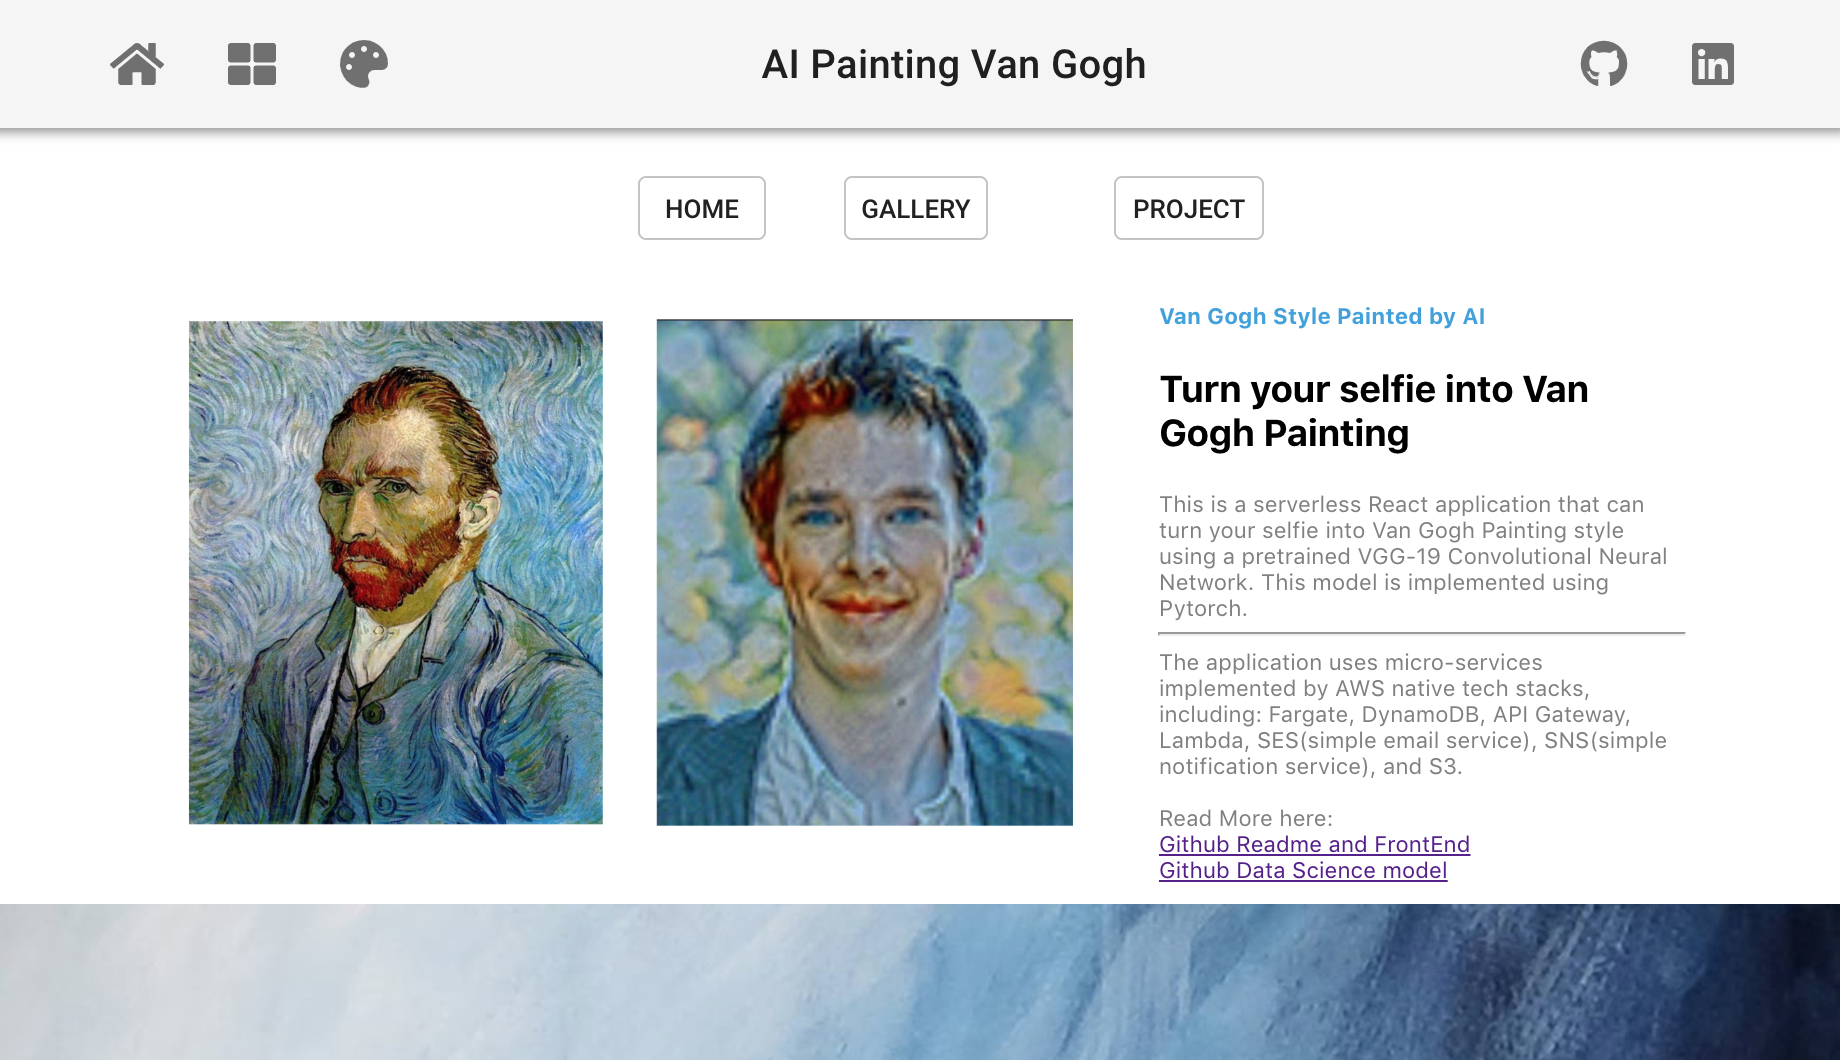 AI Painting Van Gogh
HOME
GALLERY
PROJECT
Van Gogh Style Painted by AI
Turn your selfie into Van
Gogh Painting
This is a serverless React application that can
turn your selfie into Van Gogh Painting style
using a pretrained VGG-19 Convolutional Neural
Network. This model is implemented using
Pytorch.
The application uses micro-services
implemented by AWS native tech stacks,
including: Fargate, DynamoDB, API Gateway,
Lambda, SES(simple email service), SNS(simple
notification service), and S3.
Read More here:
Github Readme and FrontEnd
Github Data Science model